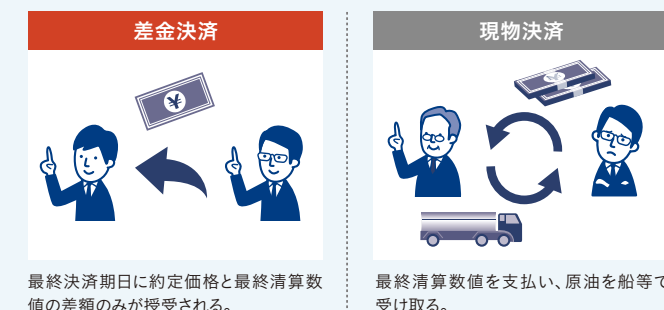 差金決済
¥
最終決済期日に約定価格と最終清算数
値の差額のみが授受される。
現物決済
¥
最終清算数値を支払い、原油を船等で
受け取る。